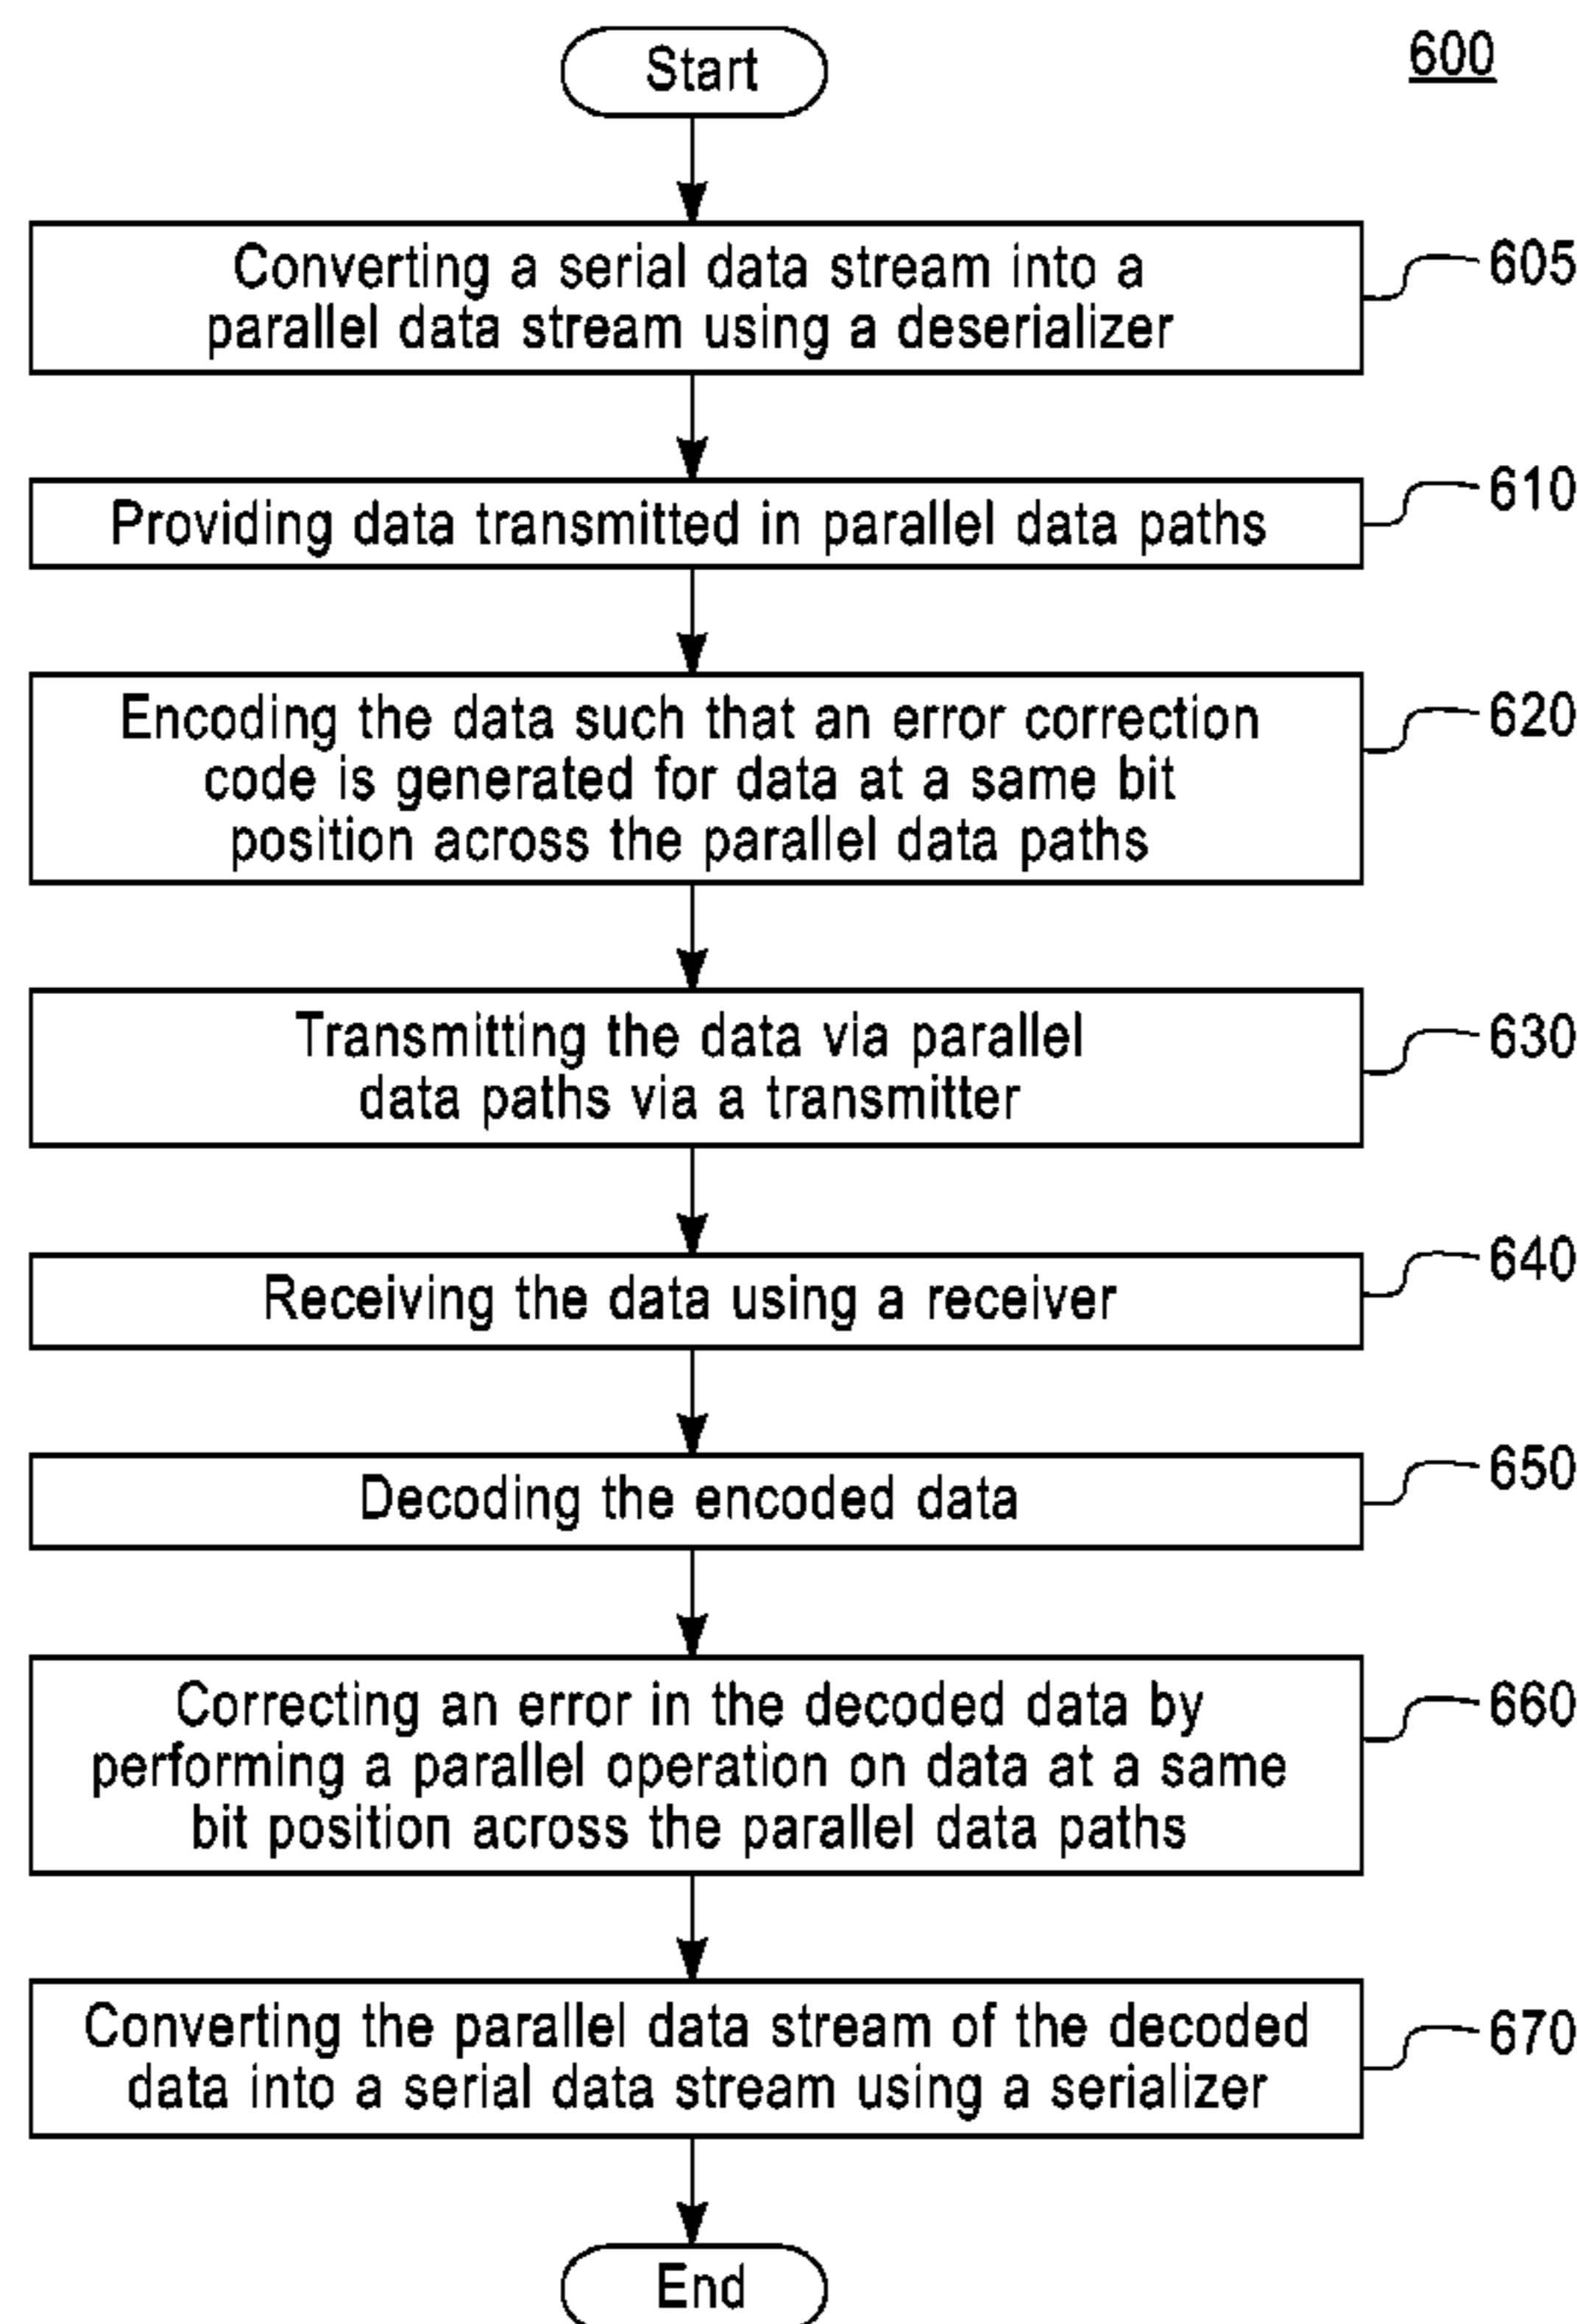 Start
600
Converting a serial data stream into a
parallel data stream using a deserializer
605
Providing data transmitted in parallel data paths
610
Encoding the data such that an error correction
code is generated for data at a same bit
position across the parallel data paths
620
Transmitting the data via parallel
data paths via a transmitter
630
Receiving the data using a receiver
640
Decoding the encoded data
650
Correcting an error in the decoded data by
performing a parallel operation on data at a same
bit position across the parallel data paths
660
Converting the parallel data stream of the decoded
data into a serial data stream using a serializer
670
End